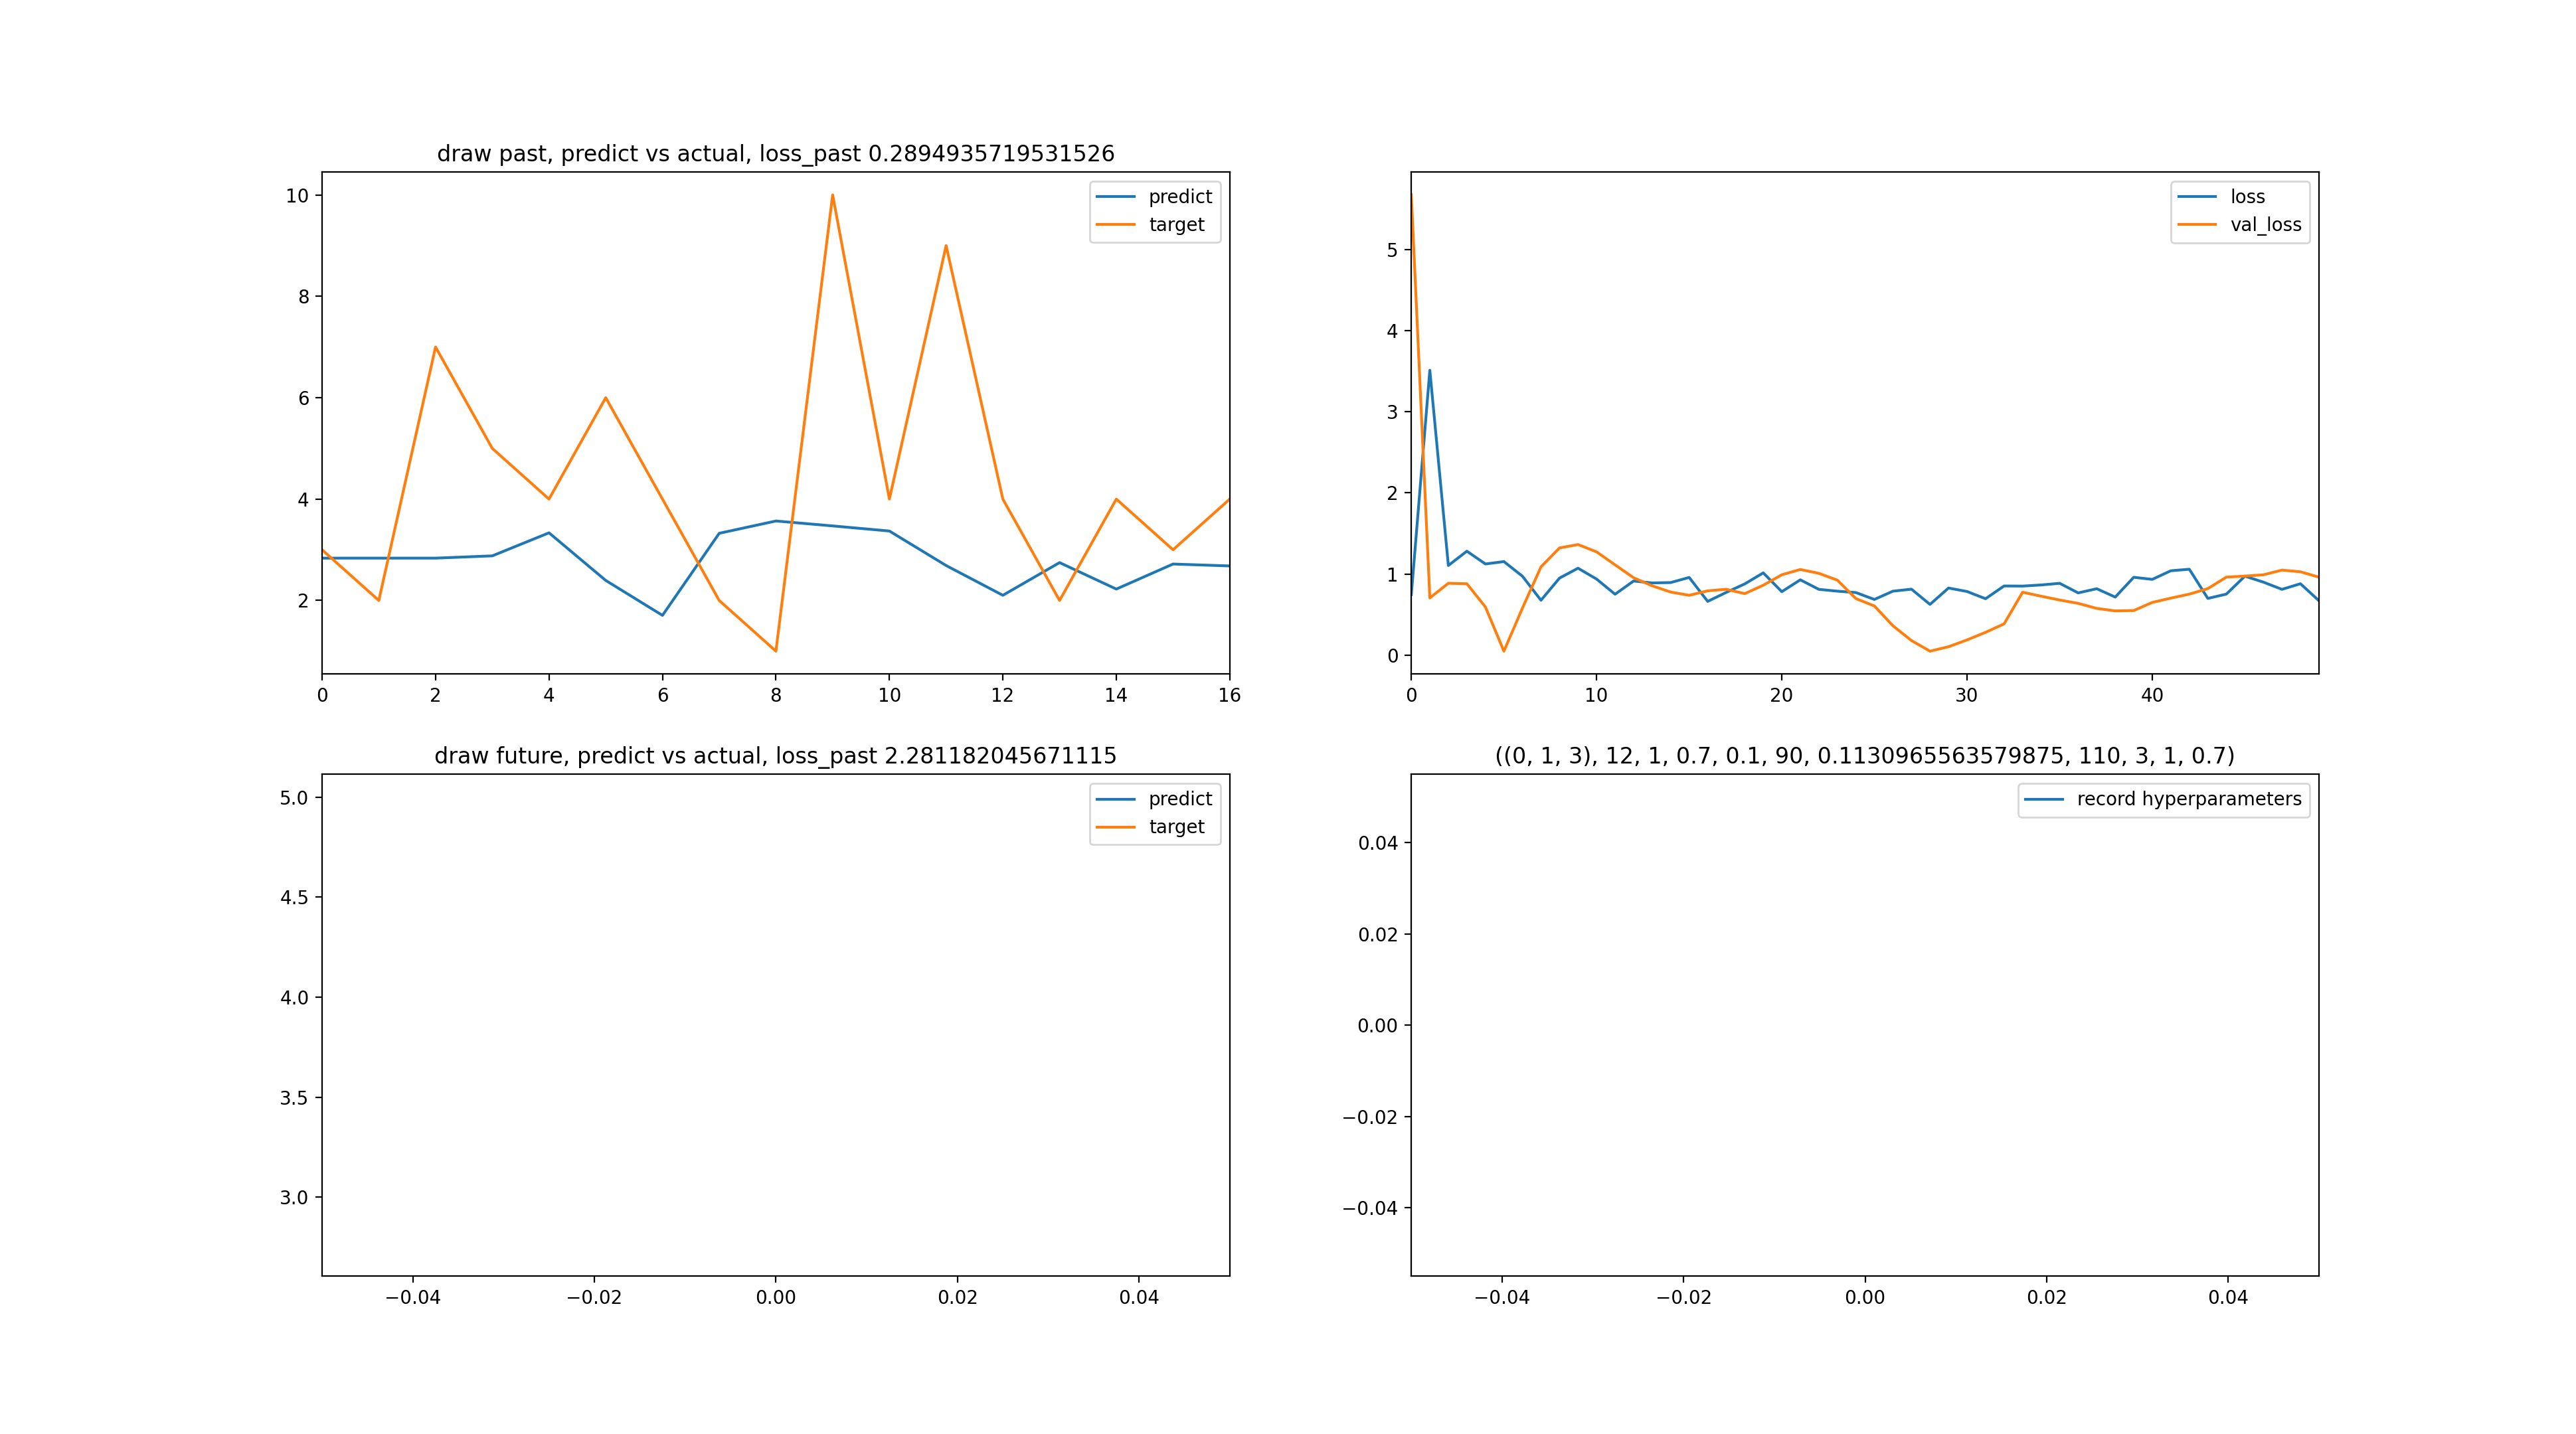 draw past, predict vs actual, loss_past 0.2894935719531526
predict
target
10
8
6
4
2
0 2 4 6 8 10 12 14 16
loss
val_loss
5
4
3
2
1
0
0 10 20 30 40
draw future, predict vs actual, loss_past 2.281182045671115
predict
target
5.0
4.5
4.0
3.5
3.0
−0.04 −0.02 0.00 0.02 0.04
((0, 1, 3), 12, 1, 0.7, 0.1, 90, 0.1130965563579875, 110, 3, 1, 0.7)
record hyperparameters
0.04
0.02
0.00
−0.02
−0.04
−0.04 −0.02 0.00 0.02 0.04